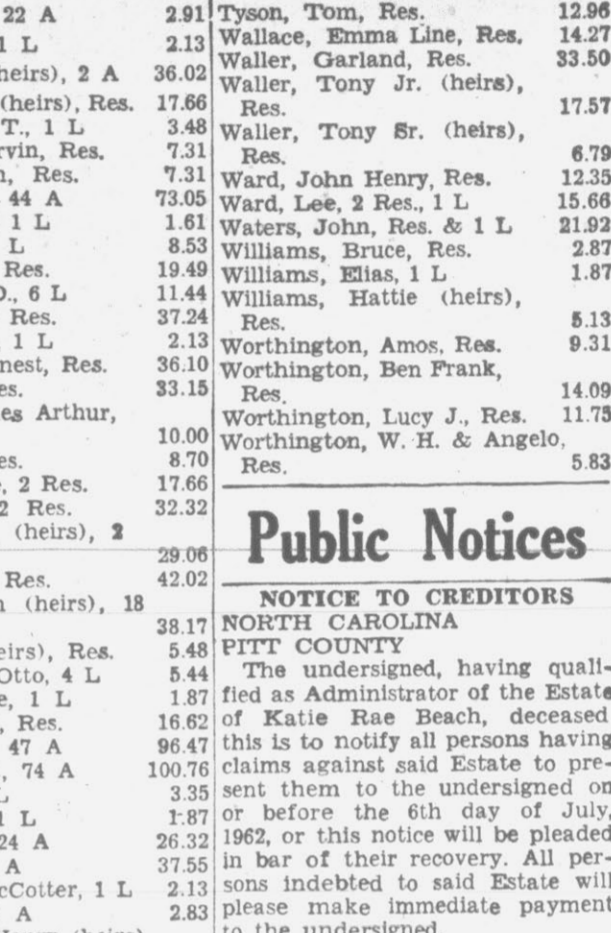 22 A 2.91
1 L 2.13
heirs), 2 A 36.02
(heirs), Res. 17.66
T., 1 L 3.48
rvin, Res. 7.31
n, Res. 7.31
44 A 73.05
1 L 1.61
L 8.53
Res. 19.49
O., 6 L 11.44
Res. 37.24
1 L 2.13
nest, Res. 36.10
es. 33.15
es Arthur,
10.00
es. 8.70
, 2 Res. 17.66
2 Res. 32.32
(heirs), 2
29.06
Res. 42.02
n (heirs), 18
38.17
eirs), Res. 5.48
Otto, 4 L 5.44
e, 1 L 1.87
, Res. 16.62
47 A 96.47
, 74 A 100.76
L 3.35
1 L 1.87
24 A 26.32
A 37.55
cCotter, 1 L 2.13
A 2.83
Tyson, Tom, Res. 12.96
Wallace, Emma Line, Res. 14.27
Waller, Garland, Res. 33.50
Waller, Tony Jr. (heirs),
Res. 17.57
Waller, Tony Sr. (heirs),
Res. 6.79
Ward, John Henry, Res. 12.35
Ward, Lee, 2 Res., 1 L 15.66
Waters, John, Res. & 1 L 21.92
Williams, Bruce, Res. 2.87
Williams, Elias, 1 L 1.87
Williams, Hattie (heirs),
Res. 5.13
Worthington, Amos, Res. 9.31
Worthington, Ben Frank,
Res. 14.09
Worthington, Lucy J., Res. 11.73
Worthington, W. H. & Angelo,
Res. 5.83
Public Notices
NOTICE TO CREDITORS
NORTH CAROLINA
PITT COUNTY
The undersigned, having quali-
fied as Administrator of the Estate
of Katie Rae Beach, deceased
this is to notify all persons having
claims against said Estate to pre-
sent them to the undersigned on
or before the 6th day of July,
1962, or this notice will be pleaded
in bar of their recovery. All per-
sons indebted to said Estate will
please make immediate payment
to the undersigned